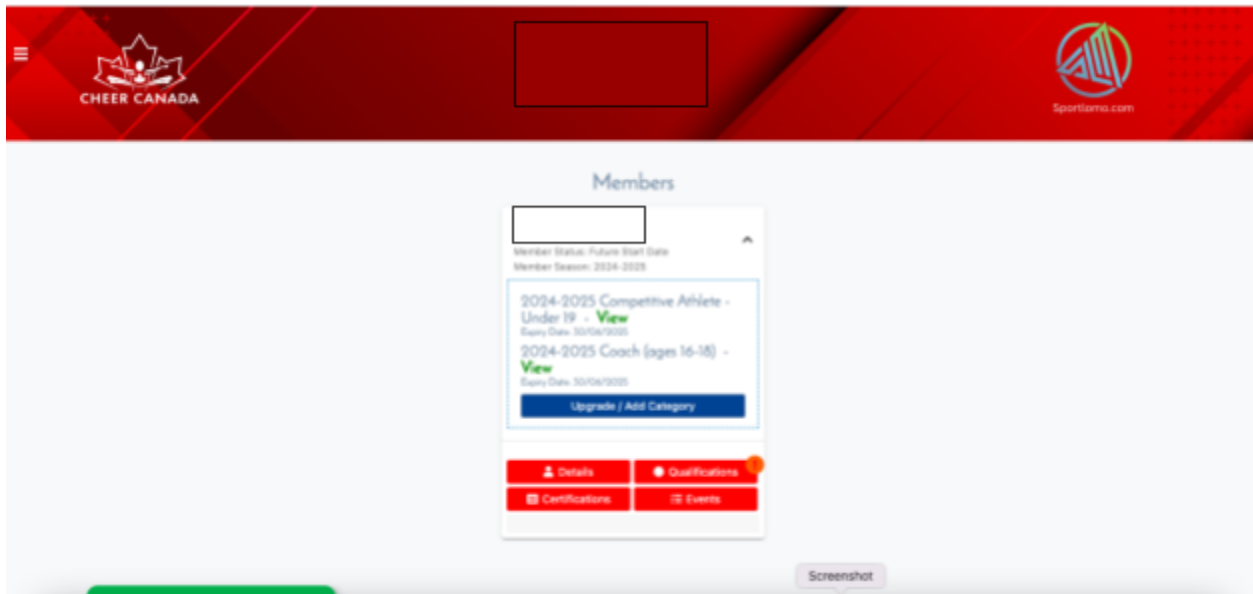 CHEER CANADA
Sportlomo.com
Members
Member Status: Future Start Date
Member Season: 2024-2025
2024-2025 Competitive Athlete -
Under 19 - View
Expiry Date: 30/06/2025
2024-2025 Coach (ages 16-18) -
View
Expiry Date: 30/06/2025
Upgrade / Add Category
Details
Qualifications
Certifications
Events
Screenshot